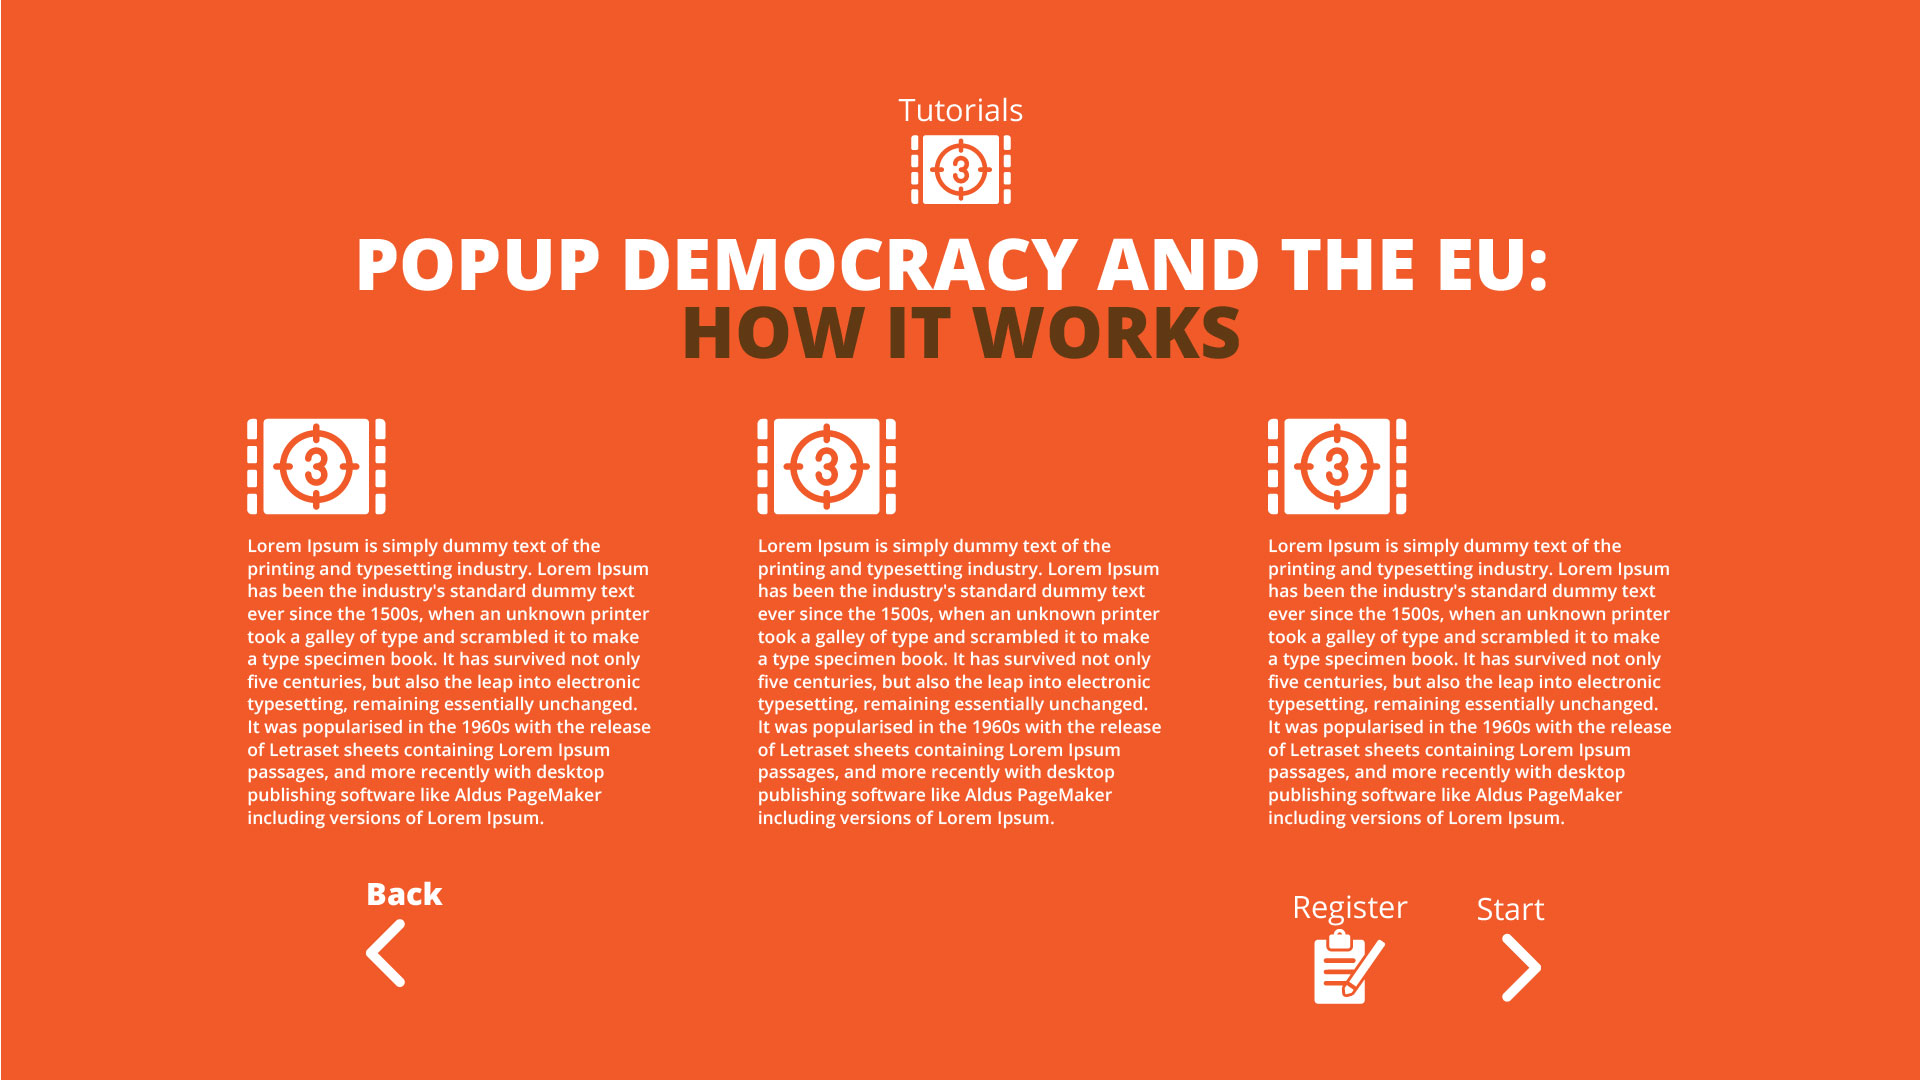 Tutorials
3
POPUP DEMOCRACY AND THE EU:
HOW IT WORKS
3
Lorem Ipsum is simply dummy text of the
printing and typesetting industry. Lorem Ipsum
has been the industry's standard dummy text
ever since the 1500s, when an unknown printer
took a galley of type and scrambled it to make
a type specimen book. It has survived not only
five centuries, but also the leap into electronic
typesetting, remaining essentially unchanged.
It was popularised in the 1960s with the release
of Letraset sheets containing Lorem Ipsum
passages, and more recently with desktop
publishing software like Aldus PageMaker
including versions of Lorem Ipsum.
3
Lorem Ipsum is simply dummy text of the
printing and typesetting industry. Lorem Ipsum
has been the industry's standard dummy text
ever since the 1500s, when an unknown printer
took a galley of type and scrambled it to make
a type specimen book. It has survived not only
five centuries, but also the leap into electronic
typesetting, remaining essentially unchanged.
It was popularised in the 1960s with the release
of Letraset sheets containing Lorem Ipsum
passages, and more recently with desktop
publishing software like Aldus PageMaker
including versions of Lorem Ipsum.
3
Lorem Ipsum is simply dummy text of the
printing and typesetting industry. Lorem Ipsum
has been the industry's standard dummy text
ever since the 1500s, when an unknown printer
took a galley of type and scrambled it to make
a type specimen book. It has survived not only
five centuries, but also the leap into electronic
typesetting, remaining essentially unchanged.
It was popularised in the 1960s with the release
of Letraset sheets containing Lorem Ipsum
passages, and more recently with desktop
publishing software like Aldus PageMaker
including versions of Lorem Ipsum.
Back
Register
Start